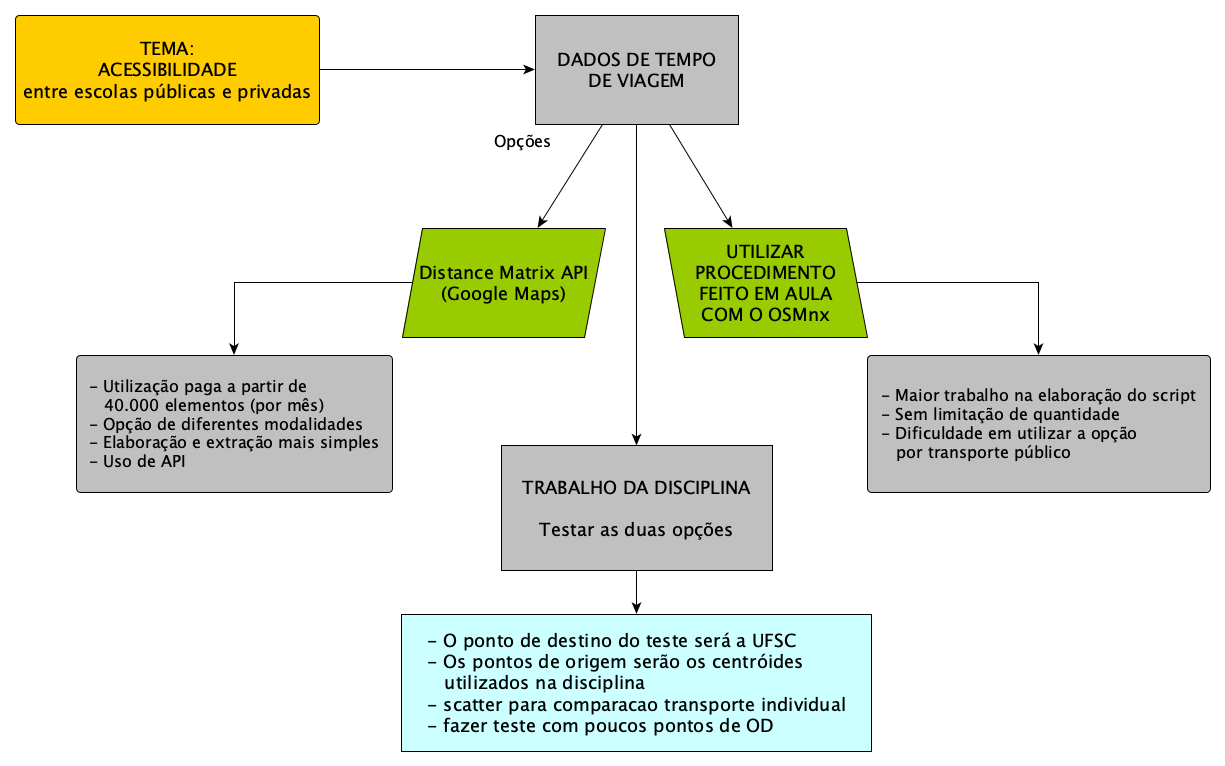 TEMA:
ACESSIBILIDADE
entre escolas públicas e privadas
DADOS DE TEMPO
DE VIAGEM
Opções
Distance Matrix API
(Google Maps)
UTILIZAR
PROCEDIMENTO
FEITO EM AULA
COM O OSMnx
- Utilização paga a partir de
40.000 elementos (por mês)
- Opção de diferentes modalidades
- Elaboração e extração mais simples
- Uso de API
- Maior trabalho na elaboração do script
- Sem limitação de quantidade
- Dificuldade em utilizar a opção
por transporte público
TRABALHO DA DISCIPLINA
Testar as duas opções
- O ponto de destino do teste será a UFSC
- Os pontos de origem serão os centróides
utilizados na disciplina
- scatter para comparacao transporte individual
- fazer teste com poucos pontos de OD